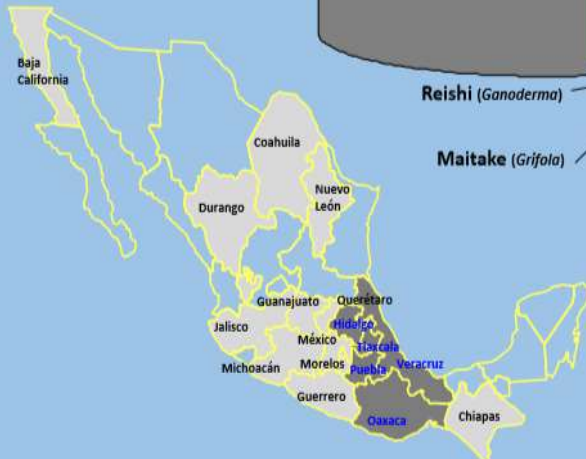 Baja
California
Reishi (Ganoderma)
Coahuila
Maitake (Grifola)
Nuevo
León
Durango
Guanajuato
Querétaro
Jalisco
Hidalgo
México
Tlaxcala
Michoacán
Morelos
Puebla
Veracruz
Guerrero
Oaxaca
Chiapas